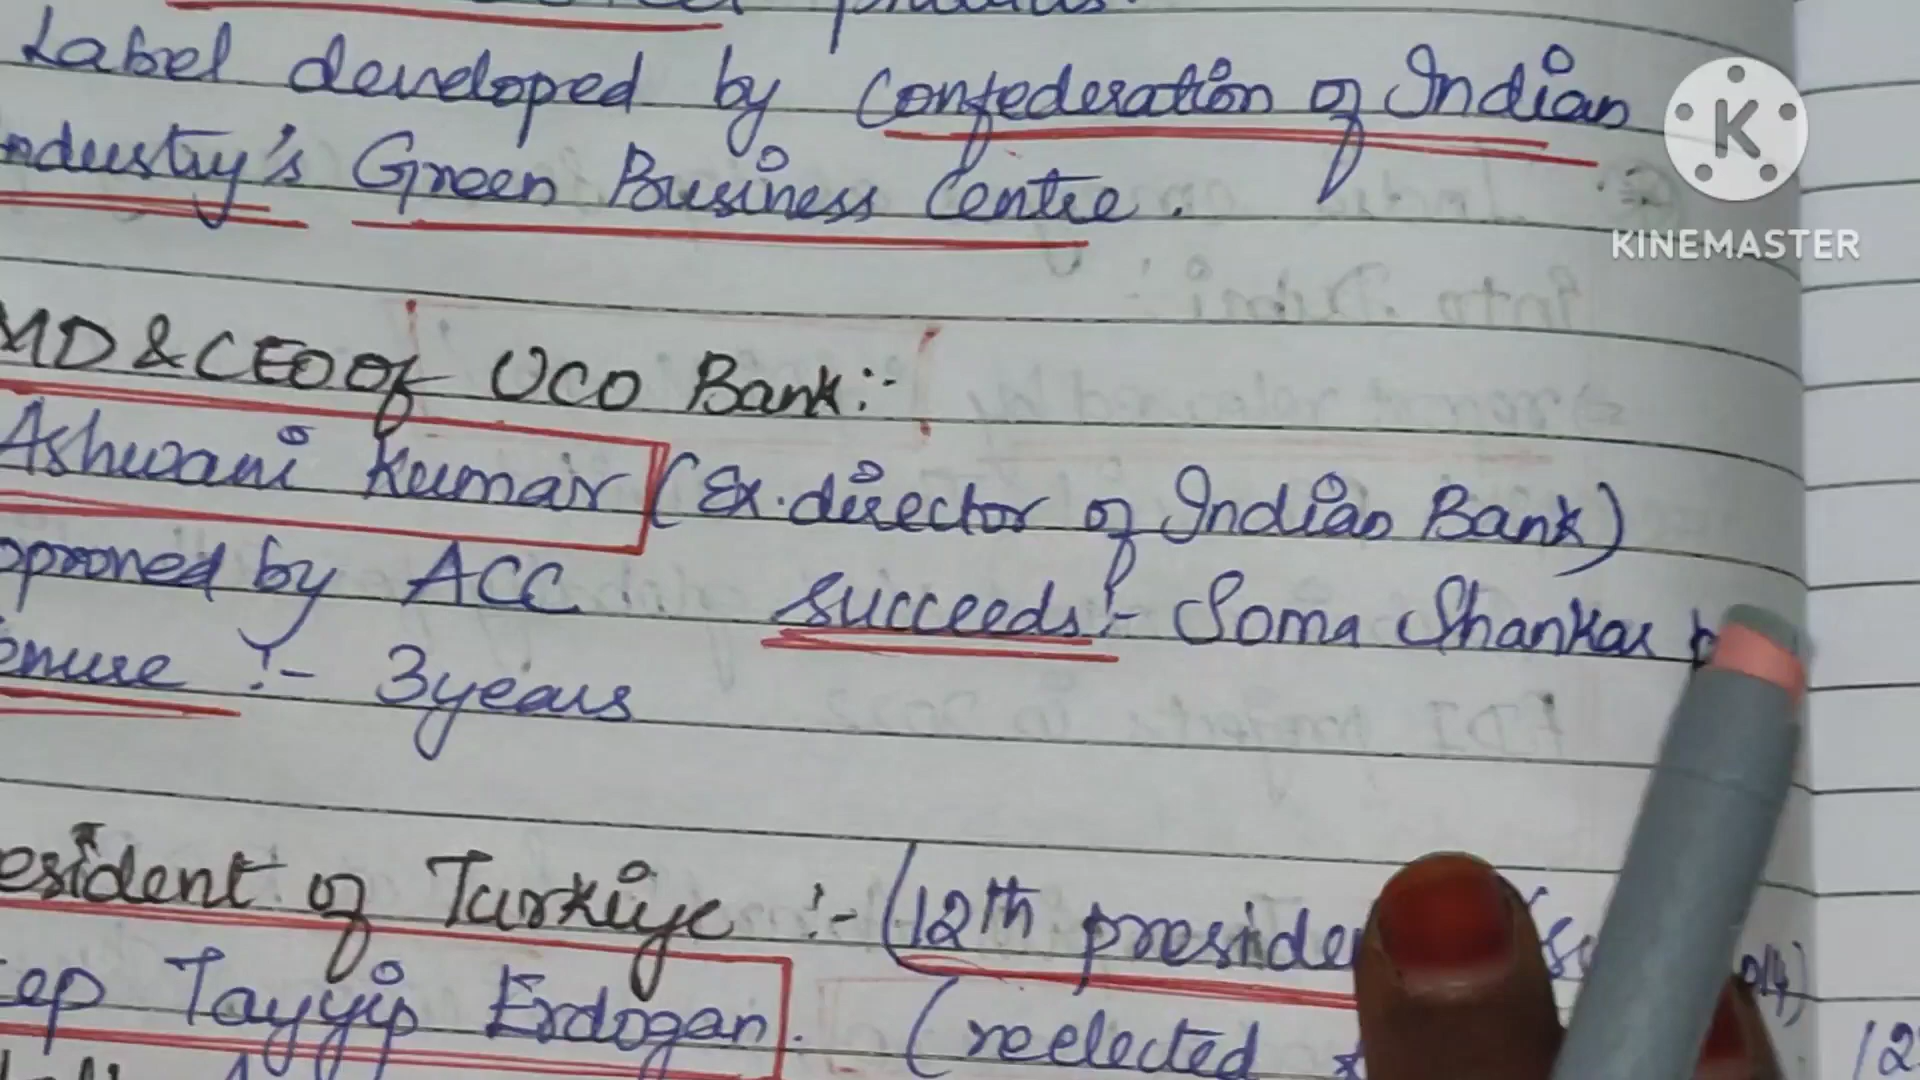 Label developed by Confederation of Indian
ndustry's Green Business Centre.
K
KINEMASTER
MD & CEO of UCO Bank:-
Ashwani Kumar (Ex. director of Indian Bank)
by ACC succeeds:- Soma Shankar
enure :- 3years
esident of Turkiye :- (12th preside
ep Tayyip Erdogan. (reelected
12